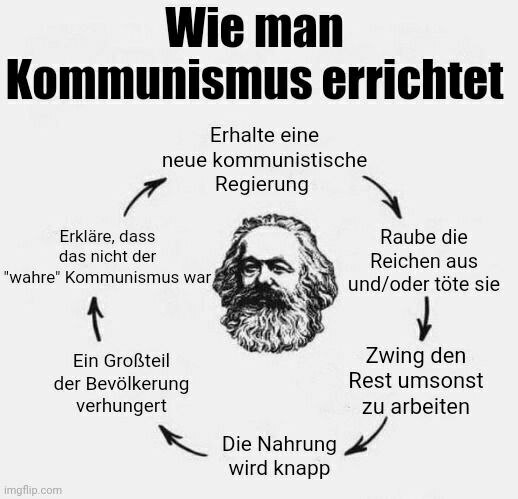 Wie man
Kommunismus errichtet
Erhalte eine
neue kommunistische
Regierung
Raube die
Reichen aus
und/oder töte sie
Zwing den
Rest umsonst
zu arbeiten
Die Nahrung
wird knapp
Ein Großteil
der Bevölkerung
verhungert
Erkläre, dass
das nicht der
"wahre" Kommunismus war
imgflip.com